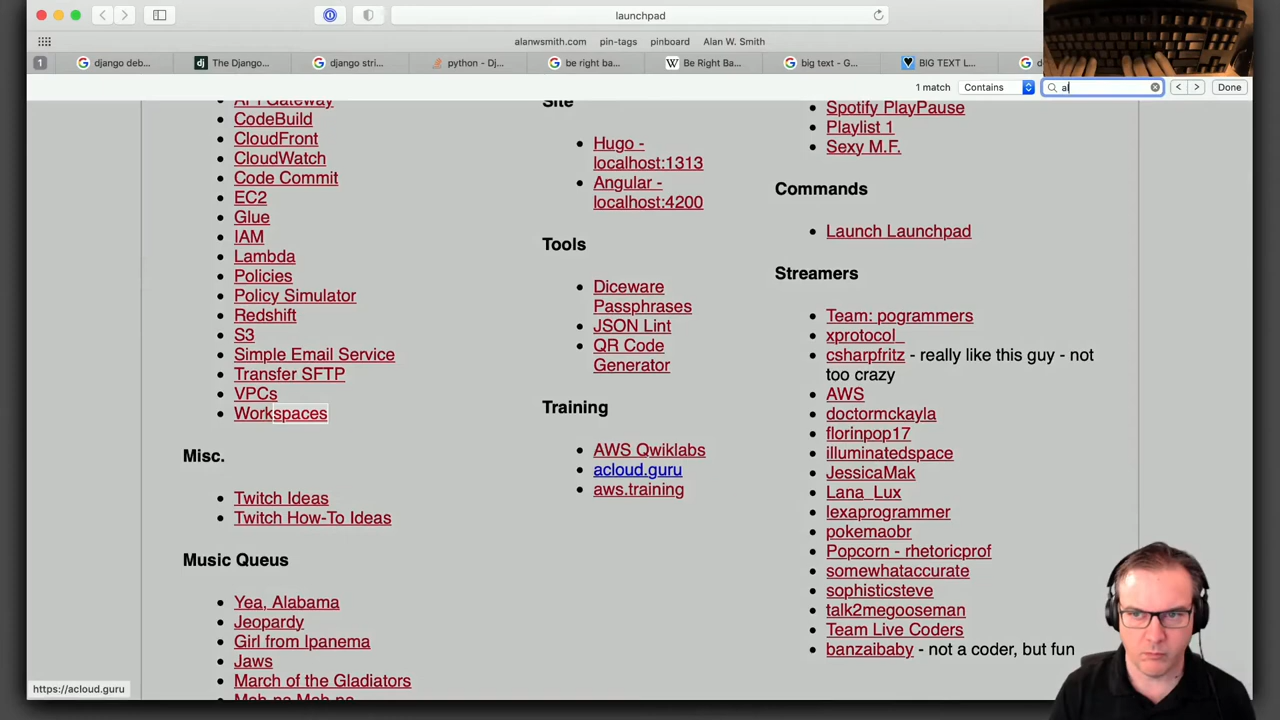 launchpad
alanwsmith.com
pin-tags
pinboard
Alan W. Smith
1
django deb...
The Django...
django stri...
python - Dj...
be right ba...
Be Right Ba...
big text - G...
BIG TEXT L...
1 match
Contains
al
Done
API Gateway
CodeBuild
CloudFront
CloudWatch
Code Commit
EC2
Glue
IAM
Lambda
Policies
Policy Simulator
Redshift
S3
Simple Email Service
Transfer SFTP
VPCs
Workspaces
Misc.
Twitch Ideas
Twitch How-To Ideas
Music Queus
Yea, Alabama
Jeopardy
Girl from Ipanema
Jaws
March of the Gladiators
Site
Hugo -
localhost:1313
Angular -
localhost:4200
Tools
Diceware
Passphrases
JSON Lint
QR Code
Generator
Training
AWS Qwiklabs
acloud.guru
aws.training
Spotify PlayPause
Playlist 1
Sexy M.F.
Commands
Launch Launchpad
Streamers
Team: pogrammers
xprotocol_
csharpfritz - really like this guy - not
too crazy
AWS
doctormckayla
florinpop17
illuminatedspace
JessicaMak
Lana_Lux
lexaprogrammer
pokemaobr
Popcorn - rhetoricprof
somewhataccurate
sophisticsteve
talk2megooseman
Team Live Coders
banzaibaby - not a coder, but fun
https://acloud.guru